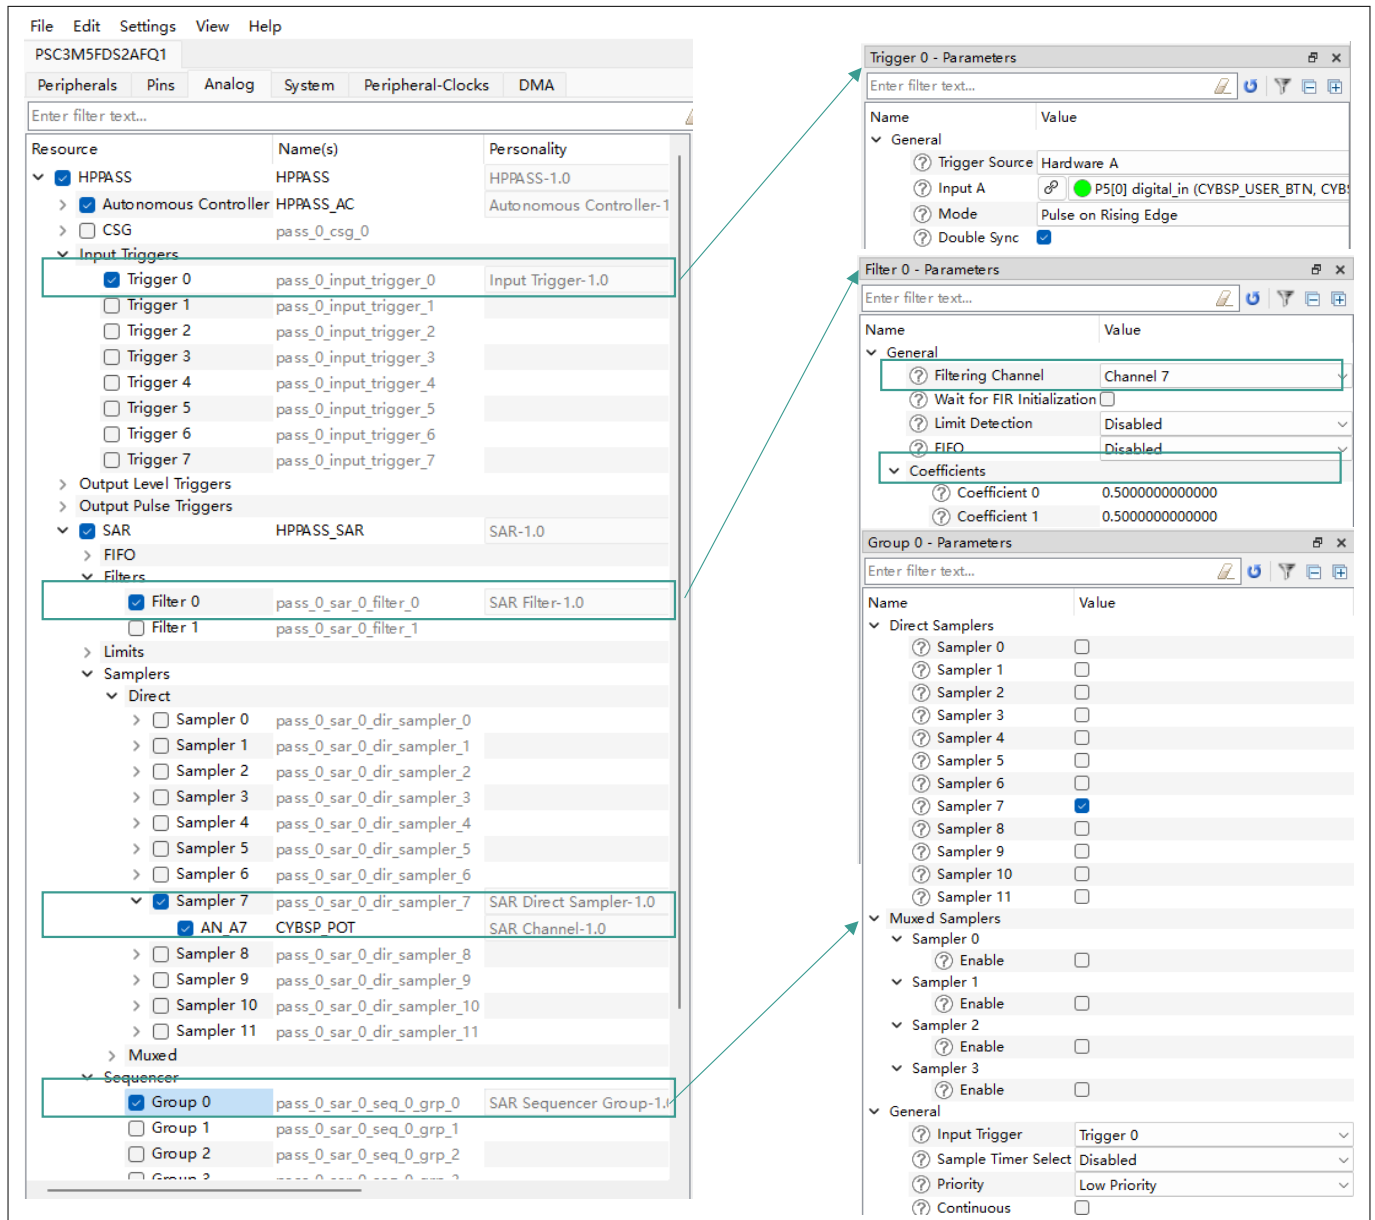 File Edit Settings View Help
PSC3M5FDS2AFQ1
Peripherals Pins Analog System Peripheral-Clocks DMA
Enter filter text...
Resource Name(s) Personality
HPPASS HPPASS HPPASS-1.0
Autonomous Controller HPPASS_AC Autonomous Controller-1
CSG pass_0_csg_0
Input Triggers
Trigger 0 pass_0_input_trigger_0 Input Trigger-1.0
Trigger 1 pass_0_input_trigger_1
Trigger 2 pass_0_input_trigger_2
Trigger 3 pass_0_input_trigger_3
Trigger 4 pass_0_input_trigger_4
Trigger 5 pass_0_input_trigger_5
Trigger 6 pass_0_input_trigger_6
Trigger 7 pass_0_input_trigger_7
Output Level Triggers
Output Pulse Triggers
SAR HPPASS_SAR SAR-1.0
FIFO
Filters
Filter 0 pass_0_sar_0_filter_0 SAR Filter-1.0
Filter 1 pass_0_sar_0_filter_1
Limits
Samplers
Direct
Sampler 0 pass_0_sar_0_dir_sampler_0
Sampler 1 pass_0_sar_0_dir_sampler_1
Sampler 2 pass_0_sar_0_dir_sampler_2
Sampler 3 pass_0_sar_0_dir_sampler_3
Sampler 4 pass_0_sar_0_dir_sampler_4
Sampler 5 pass_0_sar_0_dir_sampler_5
Sampler 6 pass_0_sar_0_dir_sampler_6
Sampler 7 pass_0_sar_0_dir_sampler_7 SAR Direct Sampler-1.0
AN_A7 CYBSP_POT SAR Channel-1.0
Sampler 8 pass_0_sar_0_dir_sampler_8
Sampler 9 pass_0_sar_0_dir_sampler_9
Sampler 10 pass_0_sar_0_dir_sampler_10
Sampler 11 pass_0_sar_0_dir_sampler_11
Muxed
Sequencer
Group 0 pass_0_sar_0_seq_0_grp_0 SAR Sequencer Group-1.0
Group 1 pass_0_sar_0_seq_0_grp_1
Group 2 pass_0_sar_0_seq_0_grp_2
Trigger 0 - Parameters
Enter filter text...
Name Value
General
Trigger Source Hardware A
Input A P5[0] digital_in (CYBSP_USER_BTN, CYBS
Mode Pulse on Rising Edge
Double Sync
Filter 0 - Parameters
Enter filter text...
Name Value
General
Filtering Channel Channel 7
Wait for FIR Initialization
Limit Detection Disabled
FIFO Disabled
Coefficients
Coefficient 0 0.5000000000000
Coefficient 1 0.5000000000000
Group 0 - Parameters
Enter filter text...
Name Value
Direct Samplers
Sampler 0
Sampler 1
Sampler 2
Sampler 3
Sampler 4
Sampler 5
Sampler 6
Sampler 7
Sampler 8
Sampler 9
Sampler 10
Sampler 11
Muxed Samplers
Sampler 0
Enable
Sampler 1
Enable
Sampler 2
Enable
Sampler 3
Enable
General
Input Trigger Trigger 0
Sample Timer Select Disabled
Priority Low Priority
Continuous